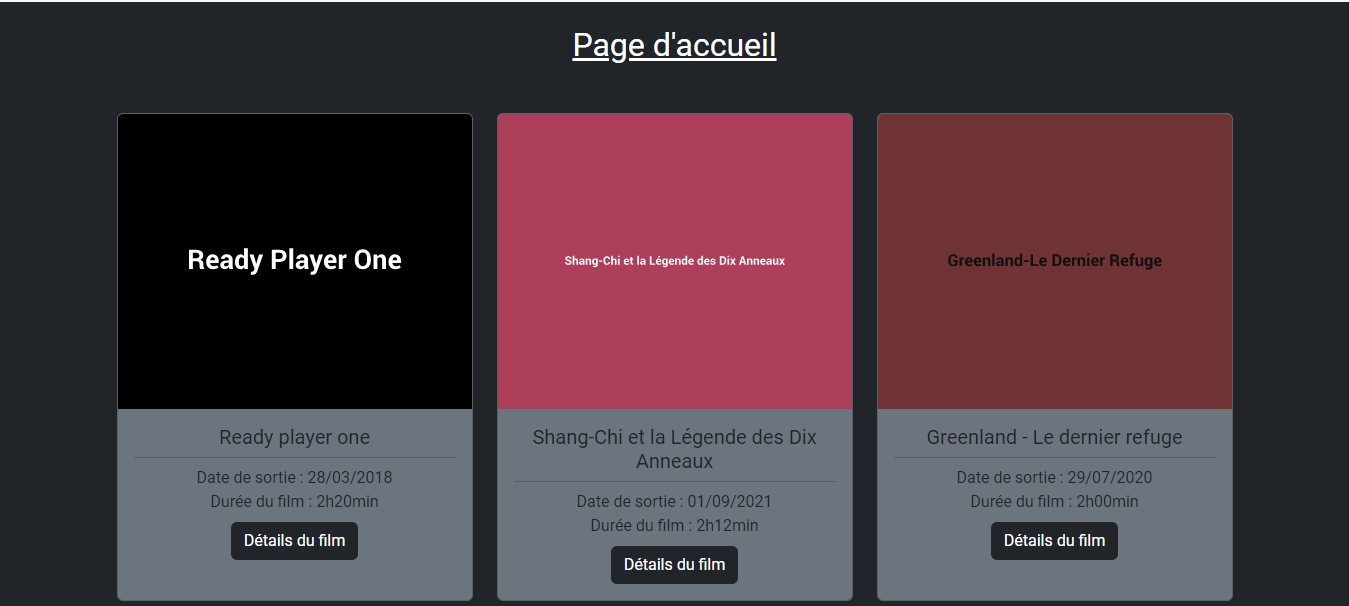 Page d'accueil
Ready Player One
Shang-Chi et la Légende des Dix Anneaux
Greenland-Le Dernier Refuge
Ready player one
Date de sortie : 28/03/2018
Durée du film : 2h20min
Détails du film
Shang-Chi et la Légende des Dix
Anneaux
Date de sortie : 01/09/2021
Durée du film : 2h12min
Détails du film
Greenland - Le dernier refuge
Date de sortie : 29/07/2020
Durée du film : 2h00min
Détails du film